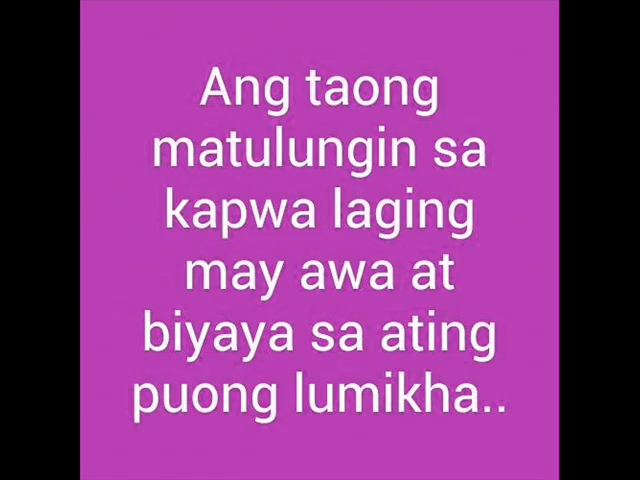 Ang taong
matulungin sa
kapwa laging
may awa at
biyaya sa ating
puong lumikha..